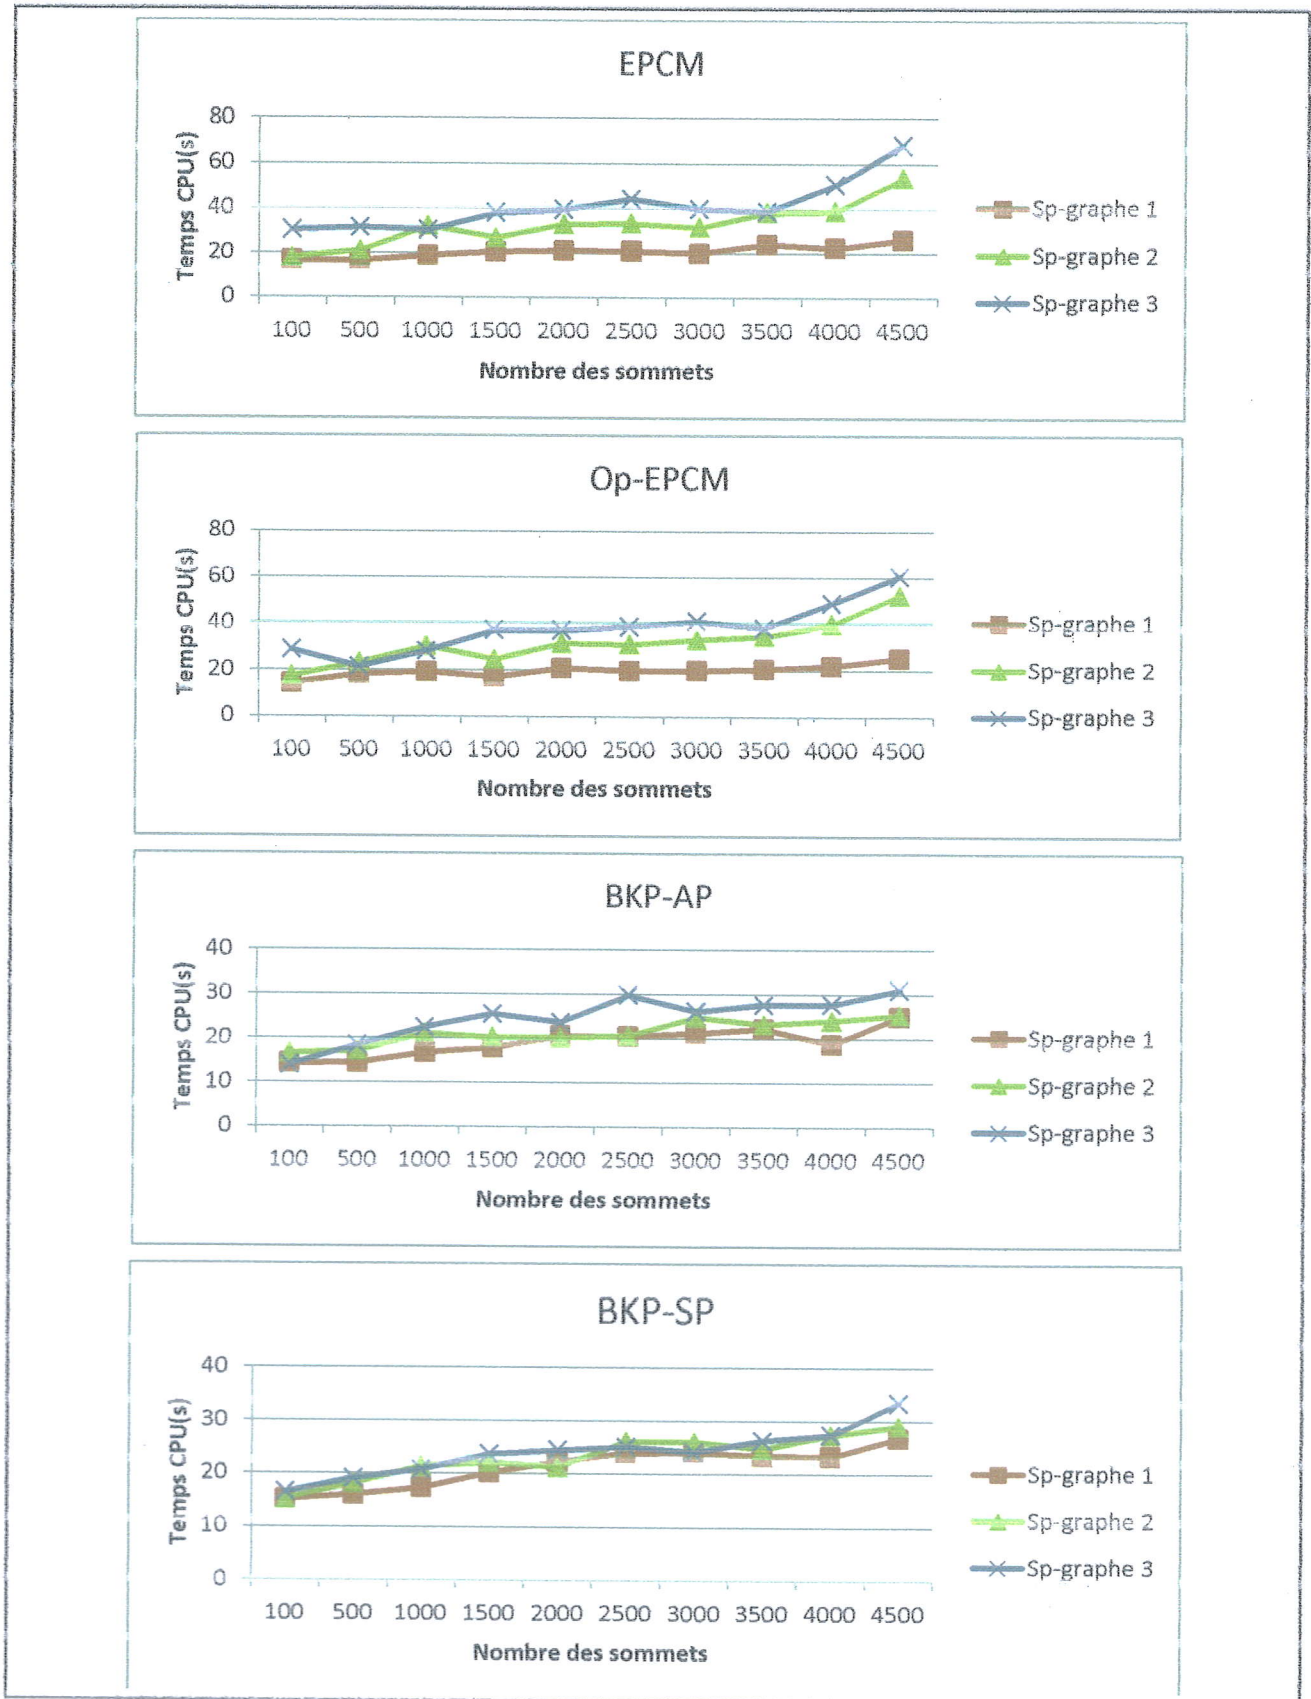 EPCM
Temps CPU(s)
80
60
40
20
0
100 500 1000 1500 2000 2500 3000 3500 4000 4500
Nombre des sommets
Sp-graphe 1
Sp-graphe 2
Sp-graphe 3
Op-EPCM
Temps CPU(s)
80
60
40
20
0
100 500 1000 1500 2000 2500 3000 3500 4000 4500
Nombre des sommets
Sp-graphe 1
Sp-graphe 2
Sp-graphe 3
BKP-AP
Temps CPU(s)
40
30
20
10
0
100 500 1000 1500 2000 2500 3000 3500 4000 4500
Nombre des sommets
Sp-graphe 1
Sp-graphe 2
Sp-graphe 3
BKP-SP
Temps CPU(s)
40
30
20
10
0
100 500 1000 1500 2000 2500 3000 3500 4000 4500
Nombre des sommets
Sp-graphe 1
Sp-graphe 2
Sp-graphe 3